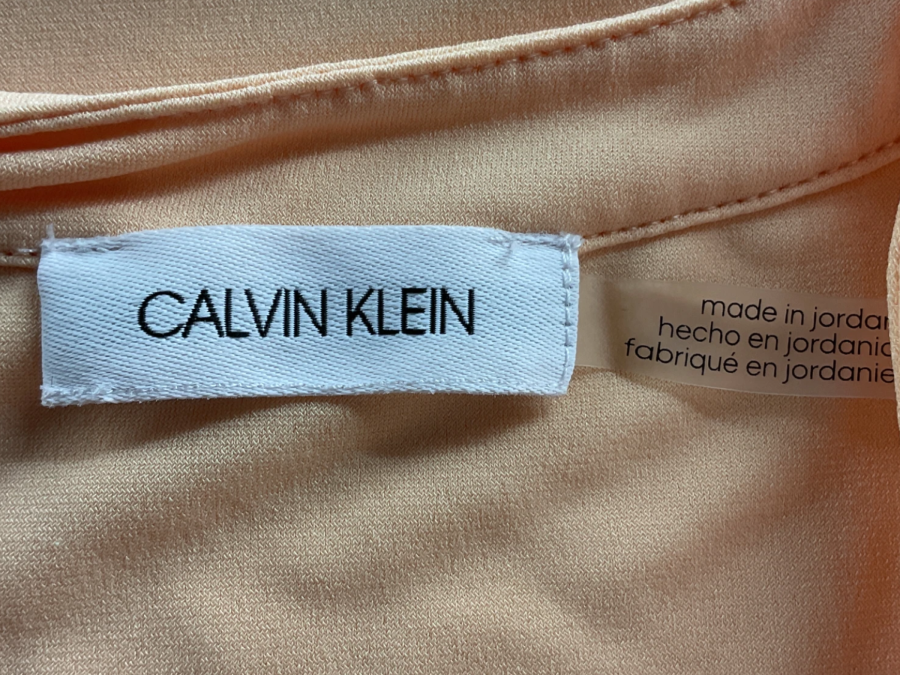 CALVIN KLEIN
made in jordan
hecho en jordania
fabriqué en jordanie